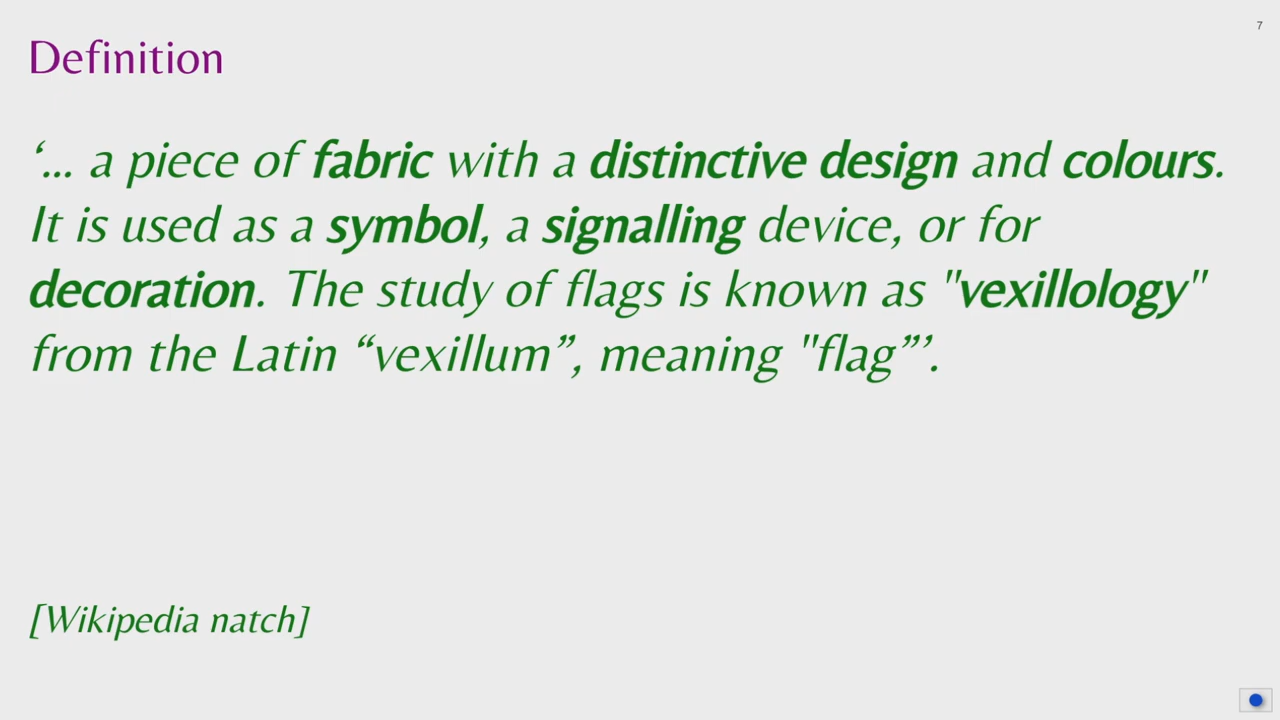 7
Definition
‘... a piece of fabric with a distinctive design and colours.
It is used as a symbol, a signalling device, or for
decoration. The study of flags is known as "vexillology"
from the Latin “vexillum”, meaning "flag”’.
[Wikipedia natch]